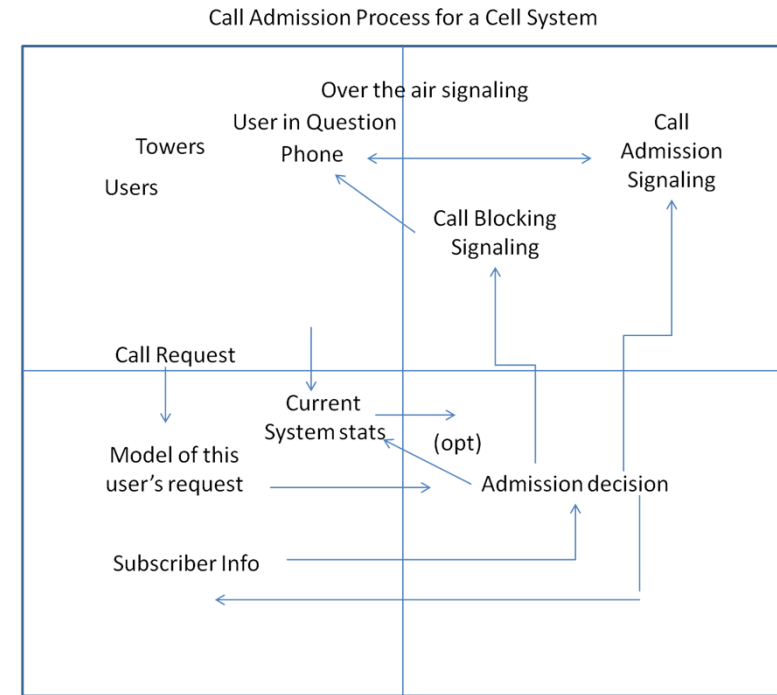 Call Admission Process for a Cell System
Over the air signaling
User in Question
Phone
Towers
Users
Call
Admission
Signaling
Call Blocking
Signaling
Call Request
Current
System stats
(opt)
Model of this
user’s request
Admission decision
Subscriber Info